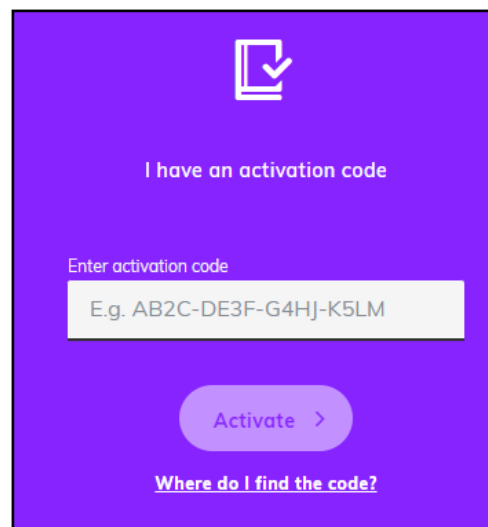 I have an activation code
Enter activation code
E.g. AB2C-DE3F-G4HJ-K5LM
Activate
Where do I find the code?